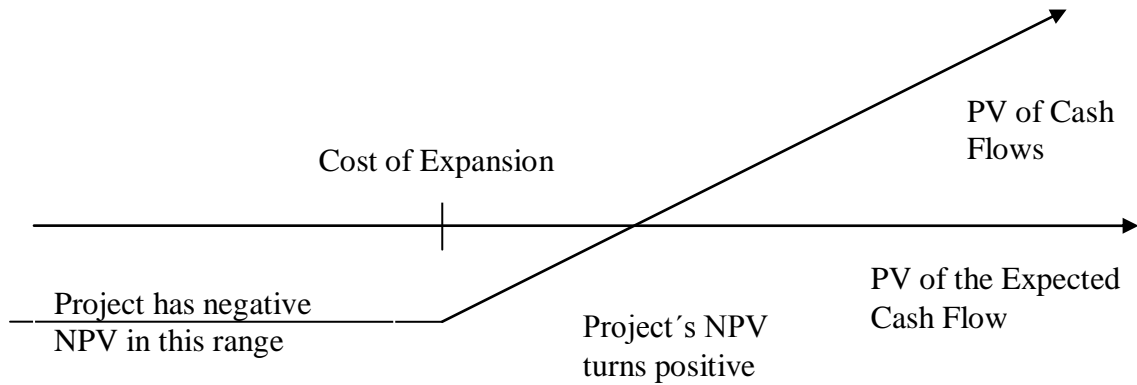 PV of Cash
Flows
Cost of Expansion
PV of the Expected
Cash Flow
Project has negative
NPV in this range
Project´s NPV
turns positive